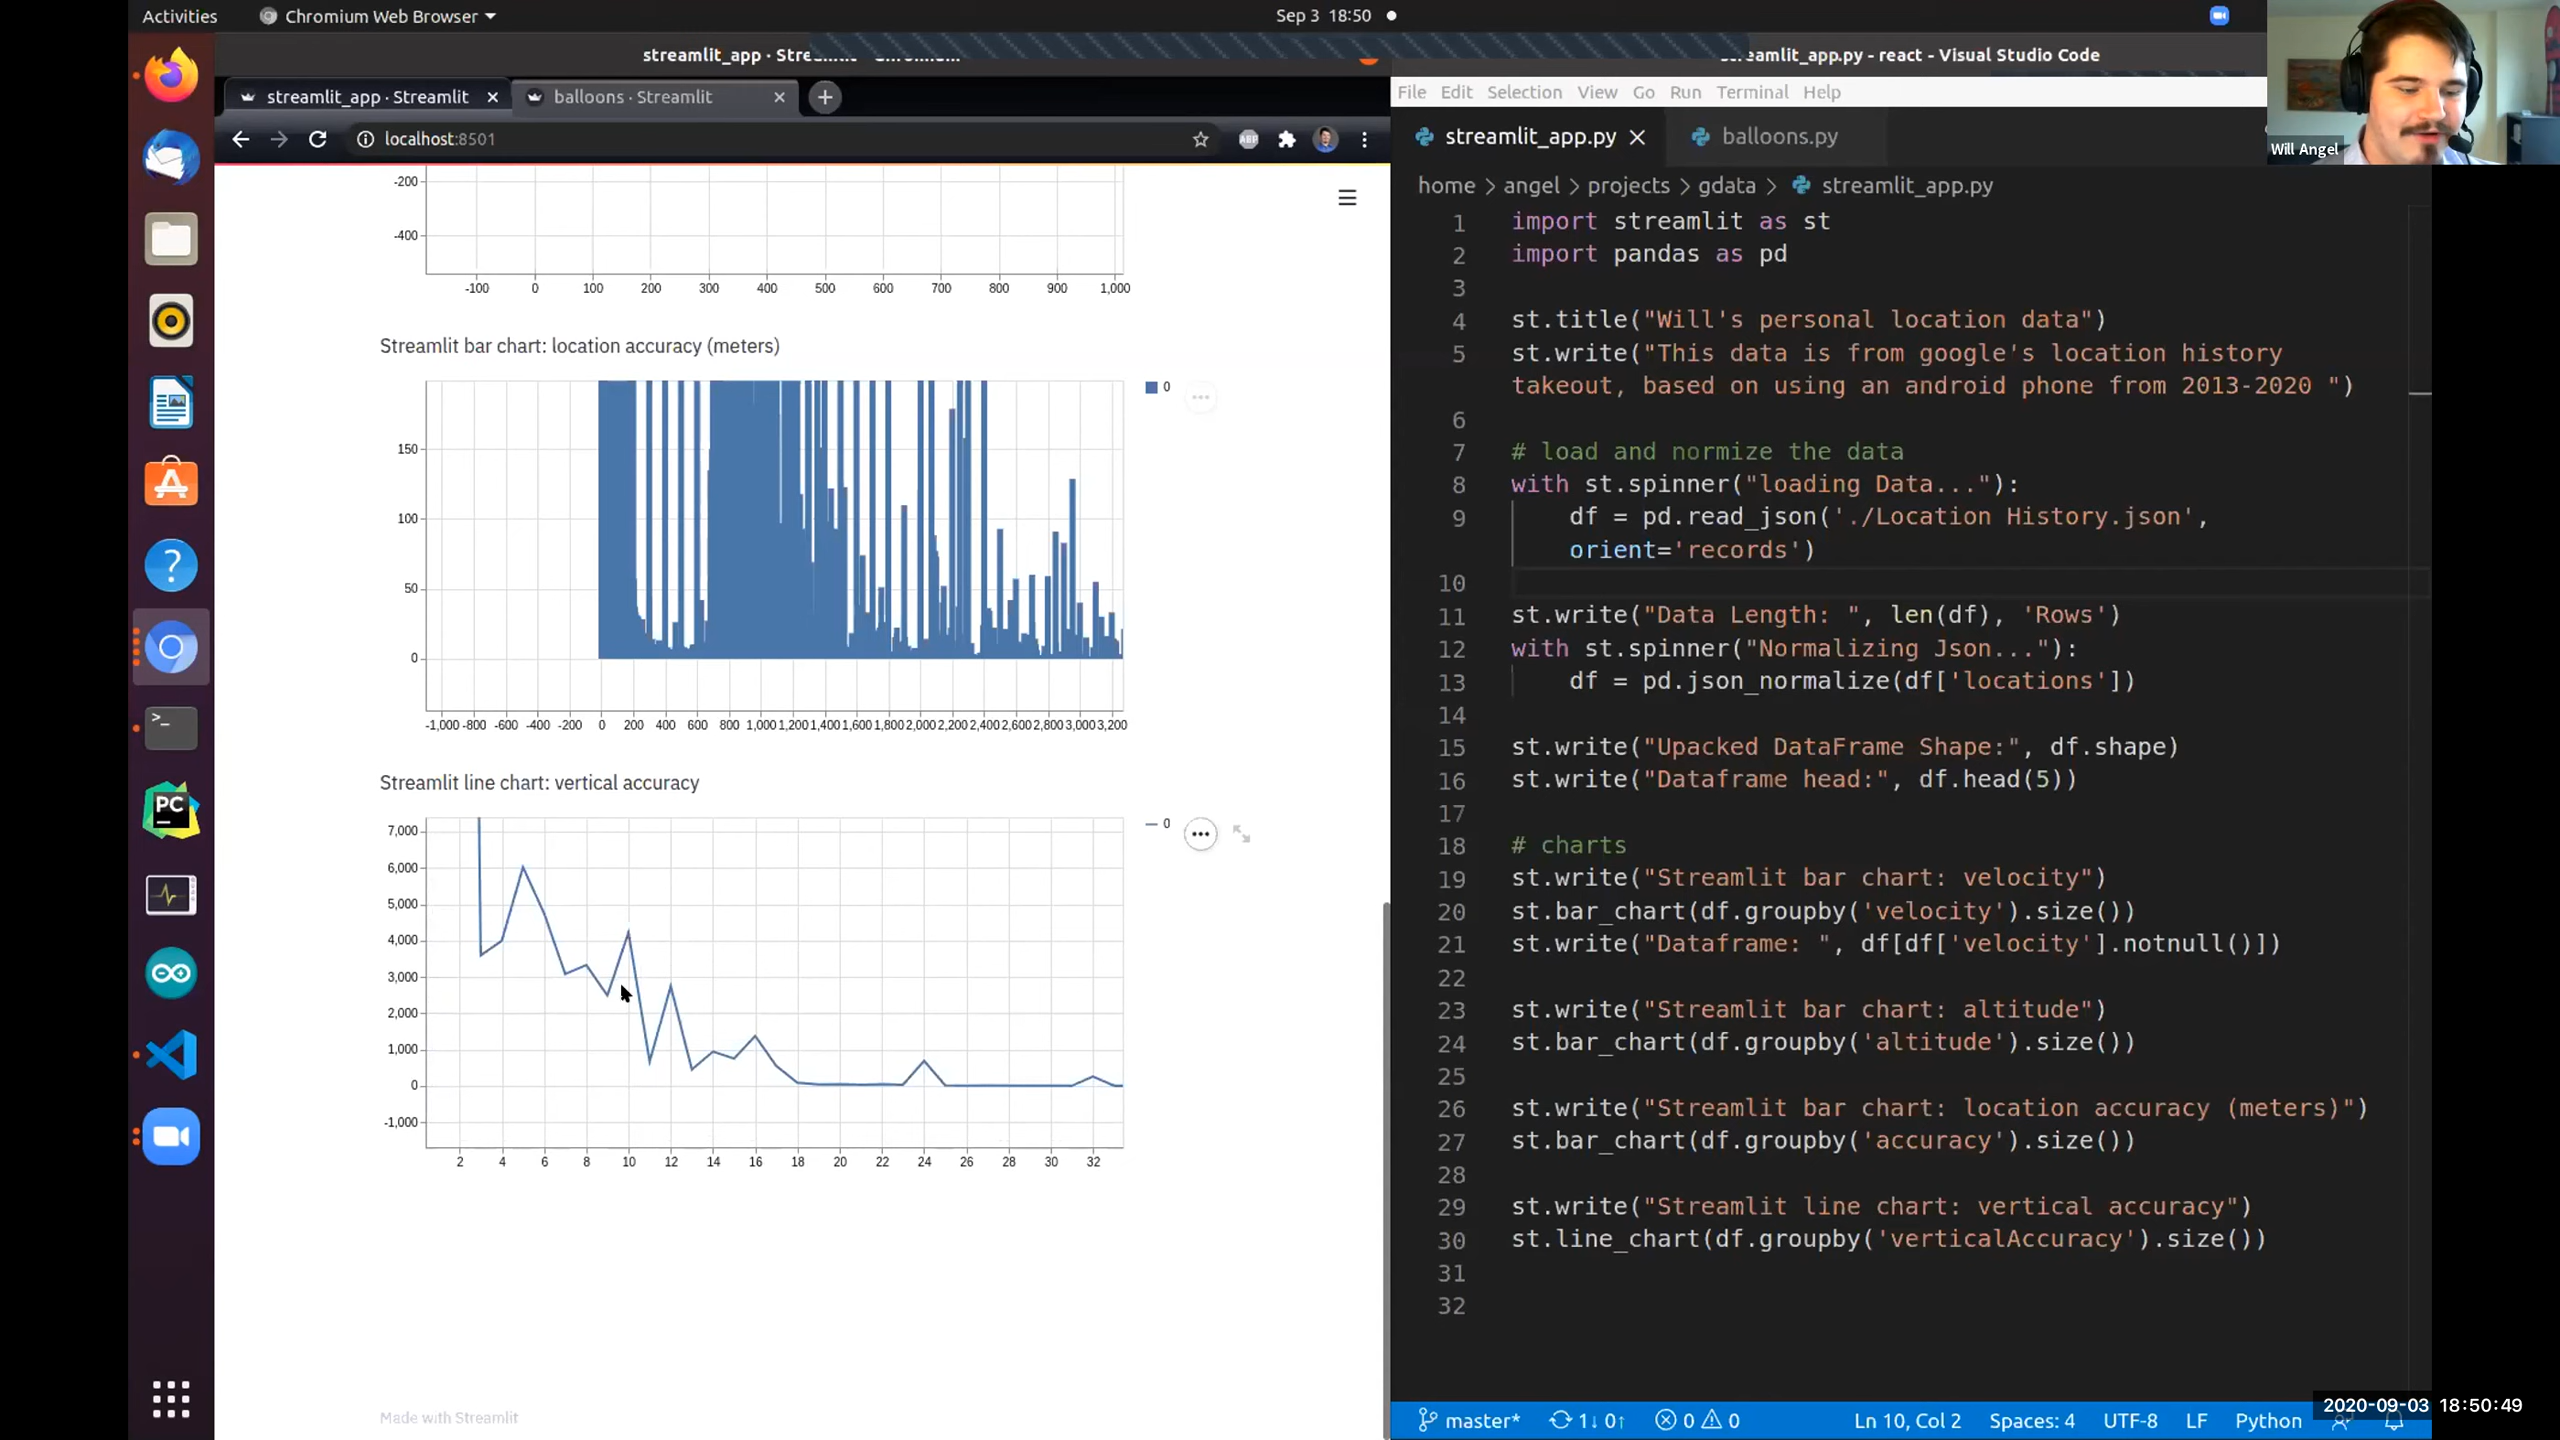 Activities
Chromium Web Browser
Sep 3 18:50
streamlit_app · Streamlit
balloons · Streamlit
localhost:8501
-200
-400
-100 0 100 200 300 400 500 600 700 800 900 1,000
Streamlit bar chart: location accuracy (meters)
0
150
100
50
0
-1,000 -800 -600 -400 -200 0 200 400 600 800 1,000 1,200 1,400 1,600 1,800 2,000 2,200 2,400 2,600 2,800 3,000 3,200
Streamlit line chart: vertical accuracy
0
7,000
6,000
5,000
4,000
3,000
2,000
1,000
0
-1,000
2 4 6 8 10 12 14 16 18 20 22 24 26 28 30 32
Made with Streamlit
streamlit_app.py - react - Visual Studio Code
File Edit Selection View Go Run Terminal Help
streamlit_app.py
balloons.py
home > angel > projects > gdata > streamlit_app.py
1 import streamlit as st
2 import pandas as pd
3
4 st.title("Will's personal location data")
5 st.write("This data is from google's location history
takeout, based on using an android phone from 2013-2020 ")
6
7 # load and normize the data
8 with st.spinner("loading Data..."):
9 df = pd.read_json('./Location History.json',
orient='records')
10
11 st.write("Data Length: ", len(df), 'Rows')
12 with st.spinner("Normalizing Json..."):
13 df = pd.json_normalize(df['locations'])
14
15 st.write("Upacked DataFrame Shape:", df.shape)
16 st.write("Dataframe head:", df.head(5))
17
18 # charts
19 st.write("Streamlit bar chart: velocity")
20 st.bar_chart(df.groupby('velocity').size())
21 st.write("Dataframe: ", df[df['velocity'].notnull()])
22
23 st.write("Streamlit bar chart: altitude")
24 st.bar_chart(df.groupby('altitude').size())
25
26 st.write("Streamlit bar chart: location accuracy (meters)")
27 st.bar_chart(df.groupby('accuracy').size())
28
29 st.write("Streamlit line chart: vertical accuracy")
30 st.line_chart(df.groupby('verticalAccuracy').size())
31
32
master* 1↓ 0↑ 0 0
Ln 10, Col 2 Spaces: 4 UTF-8 LF Python
2020-09-03 18:50:49
Will Angel
ABP
PC